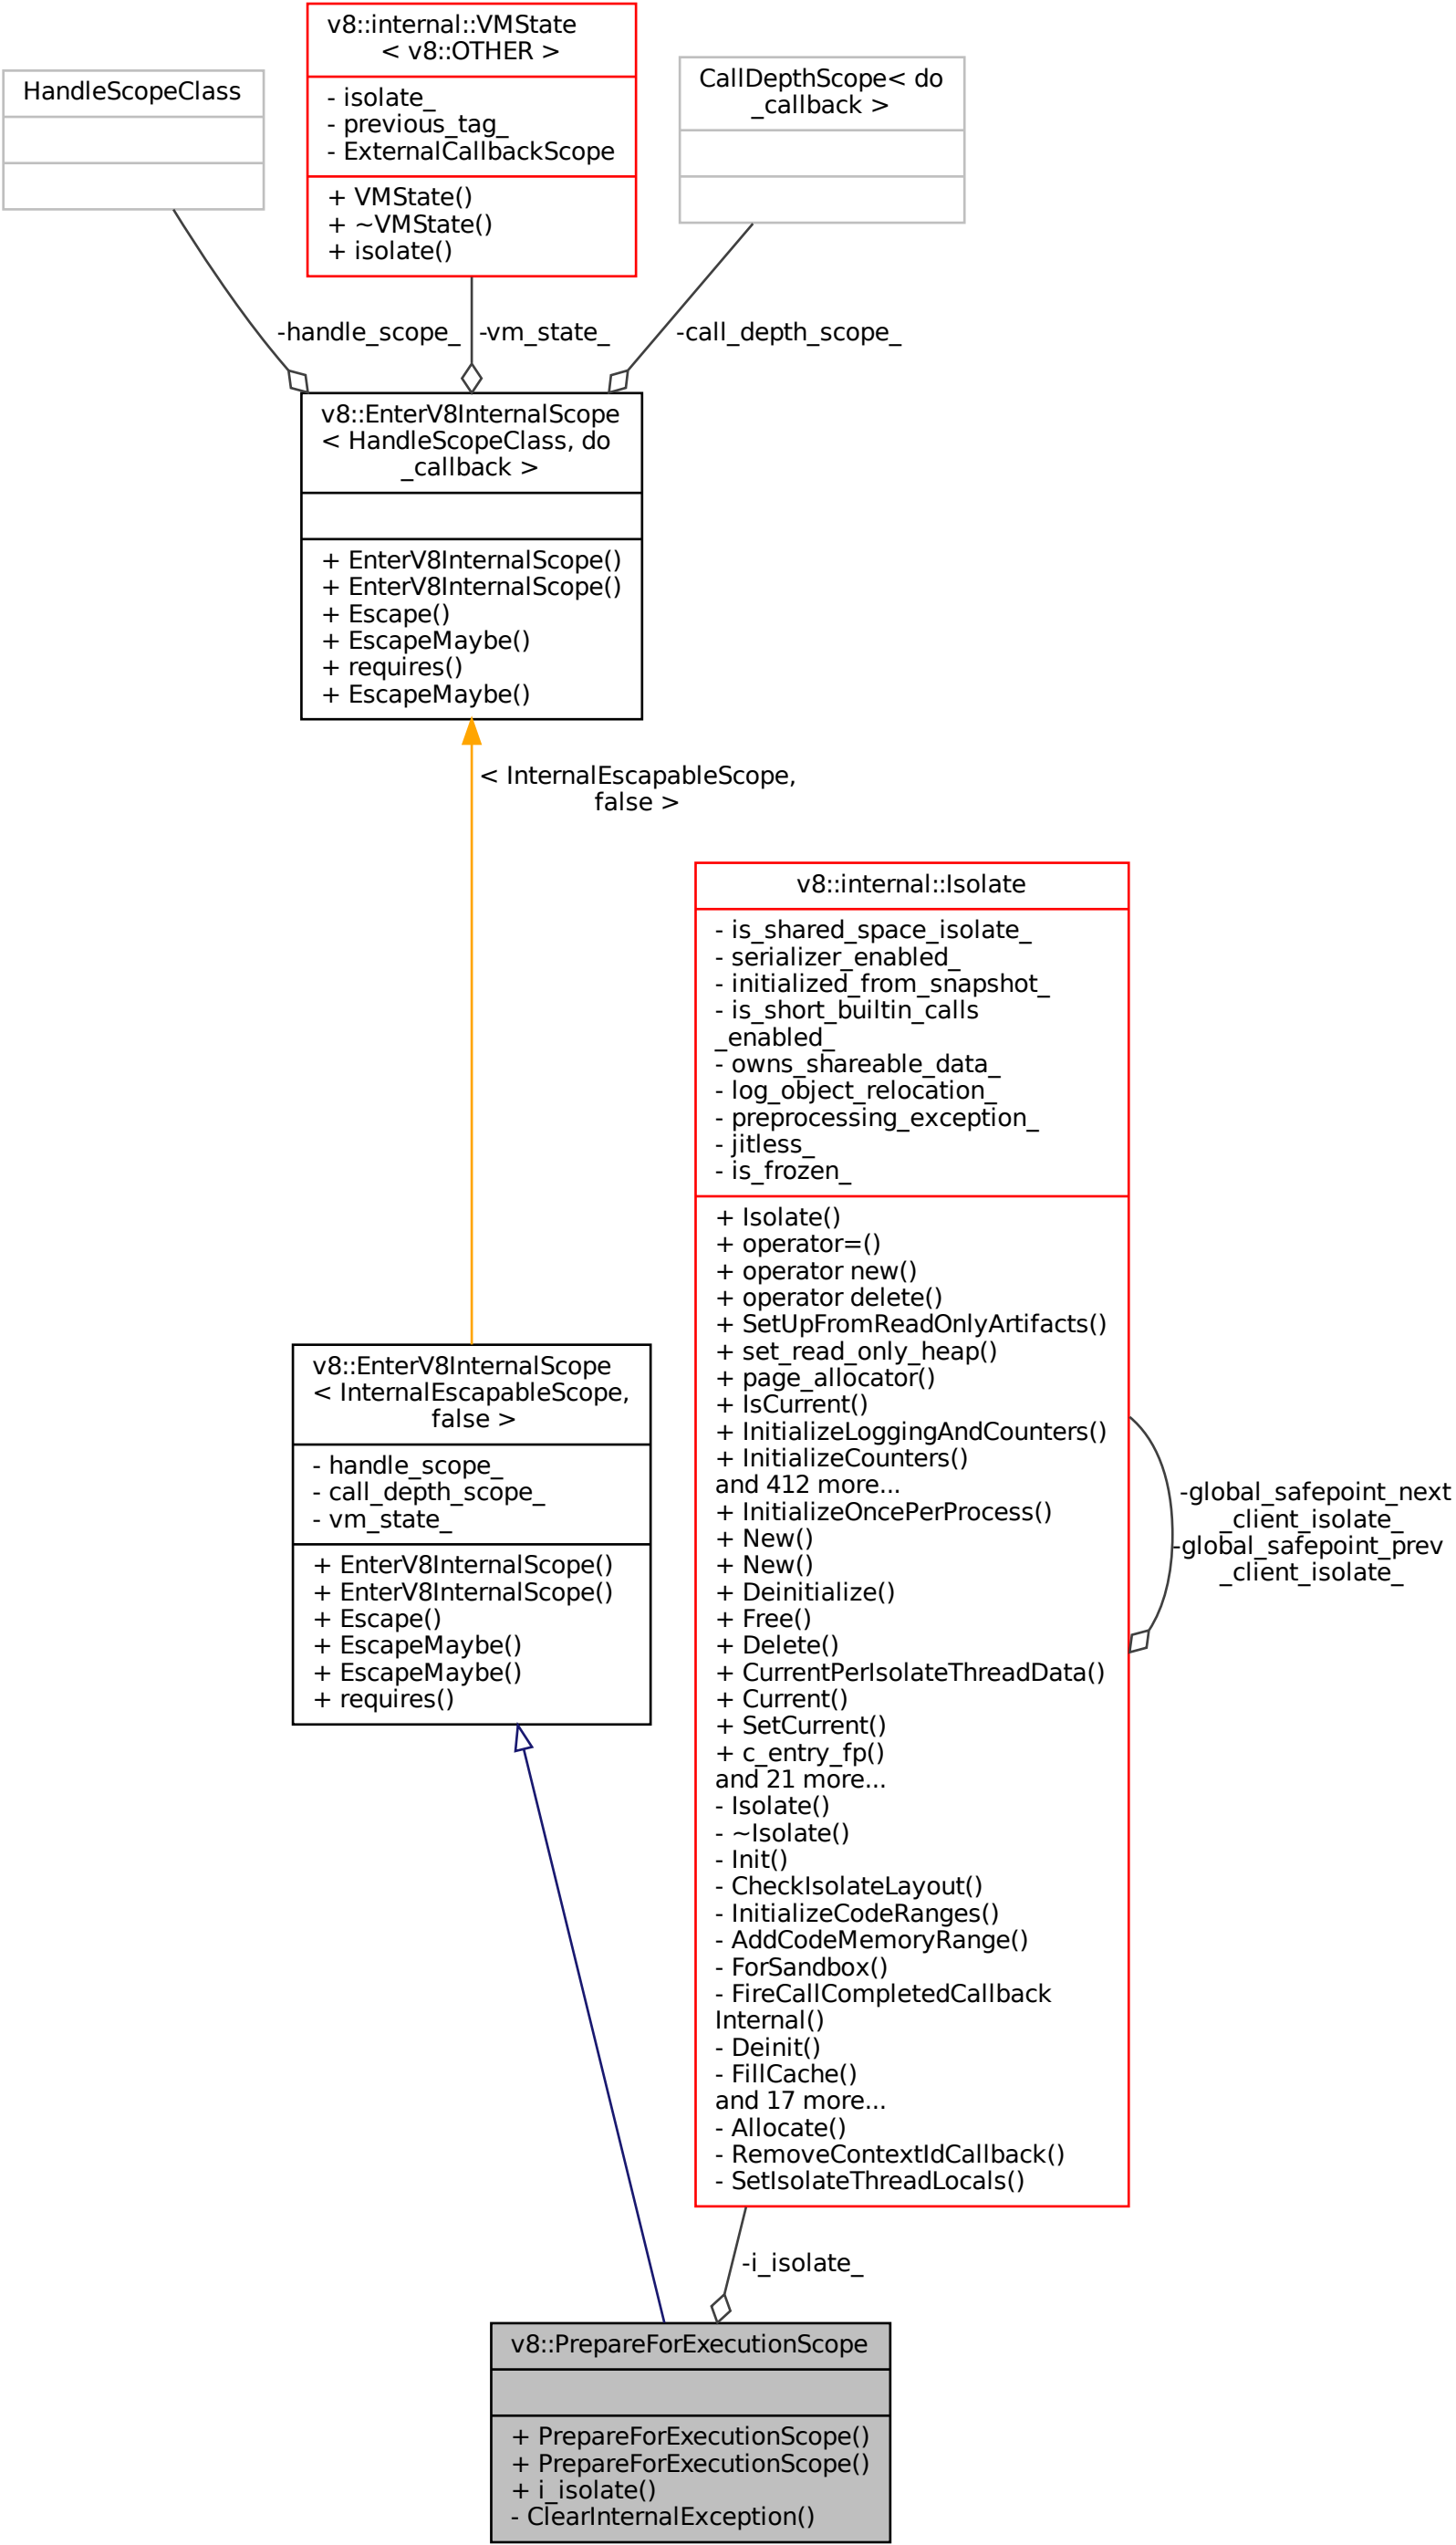 v8::internal::VMState
< v8::OTHER >
- isolate_
- previous_tag_
- ExternalCallbackScope
+ VMState()
+ ~VMState()
+ isolate()
HandleScopeClass
CallDepthScope< do
_callback >
-handle_scope_
-vm_state_
-call_depth_scope_
v8::EnterV8InternalScope
< HandleScopeClass, do
_callback >
+ EnterV8InternalScope()
+ EnterV8InternalScope()
+ Escape()
+ EscapeMaybe()
+ requires()
+ EscapeMaybe()
< InternalEscapableScope,
false >
v8::internal::Isolate
- is_shared_space_isolate_
- serializer_enabled_
- initialized_from_snapshot_
- is_short_builtin_calls
_enabled_
- owns_shareable_data_
- log_object_relocation_
- preprocessing_exception_
- jitless_
- is_frozen_
+ Isolate()
+ operator=()
+ operator new()
+ operator delete()
+ SetUpFromReadOnlyArtifacts()
+ set_read_only_heap()
+ page_allocator()
+ IsCurrent()
+ InitializeLoggingAndCounters()
+ InitializeCounters()
and 412 more...
+ InitializeOncePerProcess()
+ New()
+ New()
+ Deinitialize()
+ Free()
+ Delete()
+ CurrentPerIsolateThreadData()
+ Current()
+ SetCurrent()
+ c_entry_fp()
and 21 more...
- Isolate()
- ~Isolate()
- Init()
- CheckIsolateLayout()
- InitializeCodeRanges()
- AddCodeMemoryRange()
- ForSandbox()
- FireCallCompletedCallback
Internal()
- Deinit()
- FillCache()
and 17 more...
- Allocate()
- RemoveContextIdCallback()
- SetIsolateThreadLocals()
-global_safepoint_next
_client_isolate_
-global_safepoint_prev
_client_isolate_
v8::EnterV8InternalScope
< InternalEscapableScope,
false >
- handle_scope_
- call_depth_scope_
- vm_state_
+ EnterV8InternalScope()
+ EnterV8InternalScope()
+ Escape()
+ EscapeMaybe()
+ EscapeMaybe()
+ requires()
-i_isolate_
v8::PrepareForExecutionScope
+ PrepareForExecutionScope()
+ PrepareForExecutionScope()
+ i_isolate()
- ClearInternalException()